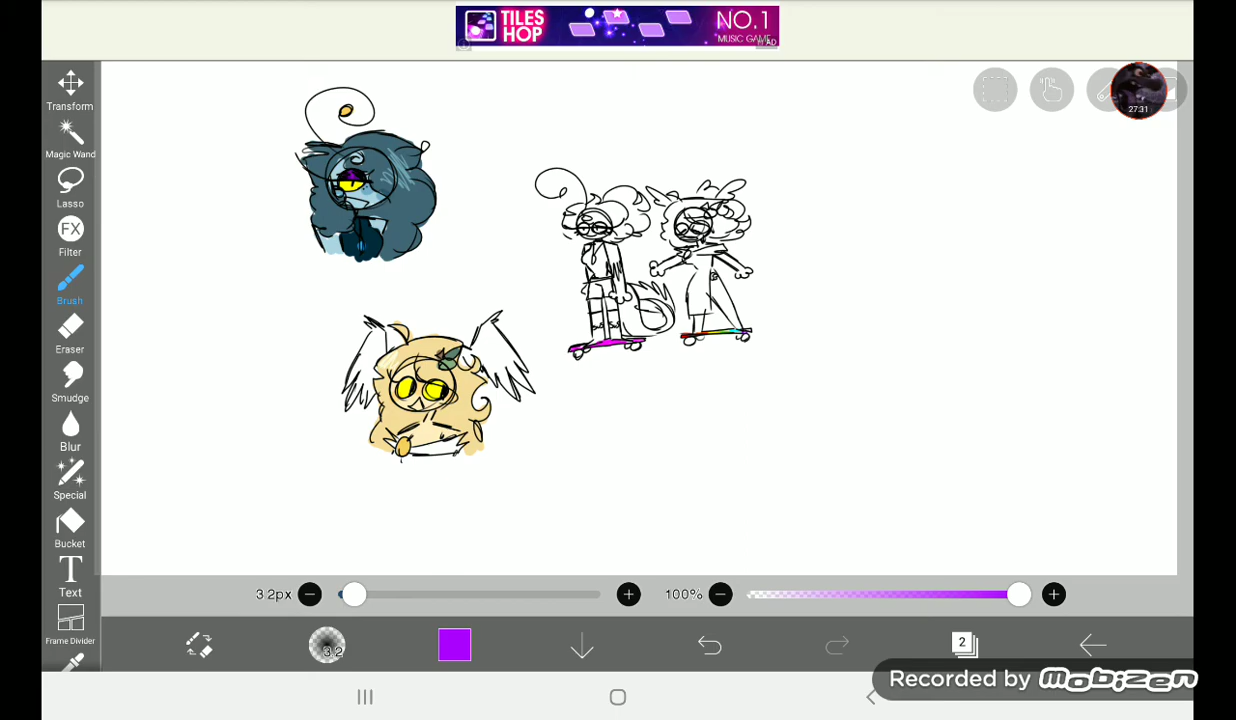 TILES HOP
NO.1
MUSIC GAME
AD
27:31
Transform
Magic Wand
Lasso
FX
Filter
Brush
Eraser
Smudge
Blur
Special
Bucket
T
Text
Frame Divider
3.2px
100%
3.2
2
Recorded by mobizen